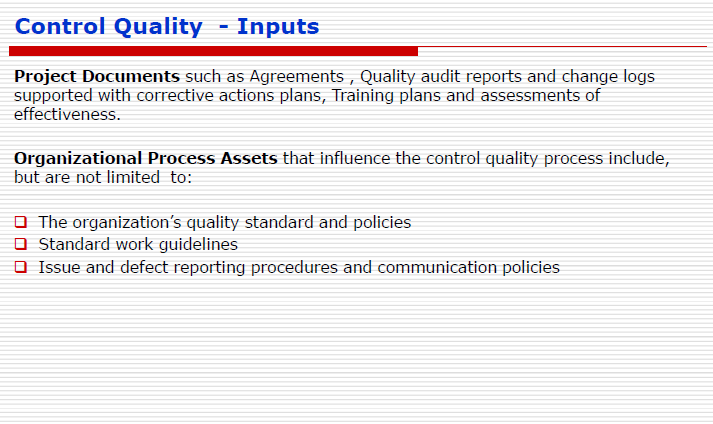 Control Quality  - Inputs
Project Documents such as Agreements , Quality audit reports and change logs
supported with corrective actions plans, Training plans and assessments of
effectiveness.
Organizational Process Assets that influence the control quality process include,
but are not limited  to:
❑ The organization’s quality standard and policies
❑ Standard work guidelines
❑ Issue and defect reporting procedures and communication policies